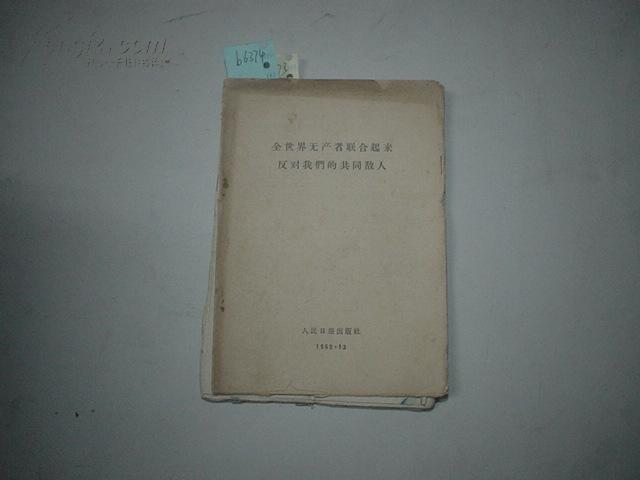 b6374
73
全世界无产者联合起来
反对我們的共同敌人
人民日报出版社
1962·12